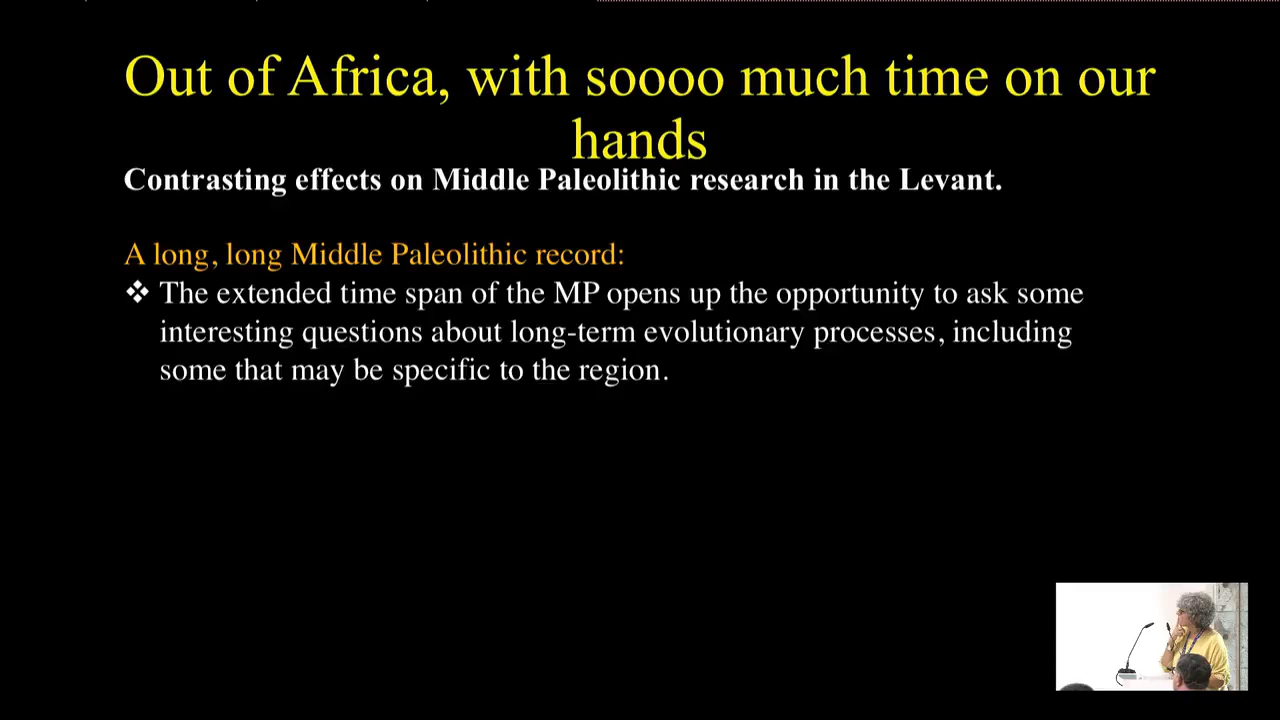 Out of Africa, with soooo much time on our
hands
Contrasting effects on Middle Paleolithic research in the Levant.
A long, long Middle Paleolithic record:
❖ The extended time span of the MP opens up the opportunity to ask some
interesting questions about long-term evolutionary processes, including
some that may be specific to the region.